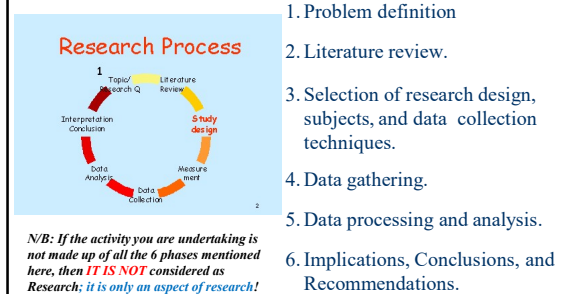 Research Process
1
Topic/
Research Q
Literature
Review
Study
design
Measure
ment
Data
Collection
Data
Analysis
Interpretation
Conclusion
2
N/B: If the activity you are undertaking is
not made up of all the 6 phases mentioned
here, then IT IS NOT considered as
Research; it is only an aspect of research!
1. Problem definition
2. Literature review.
3. Selection of research design,
subjects, and data collection
techniques.
4. Data gathering.
5. Data processing and analysis.
6. Implications, Conclusions, and
Recommendations.